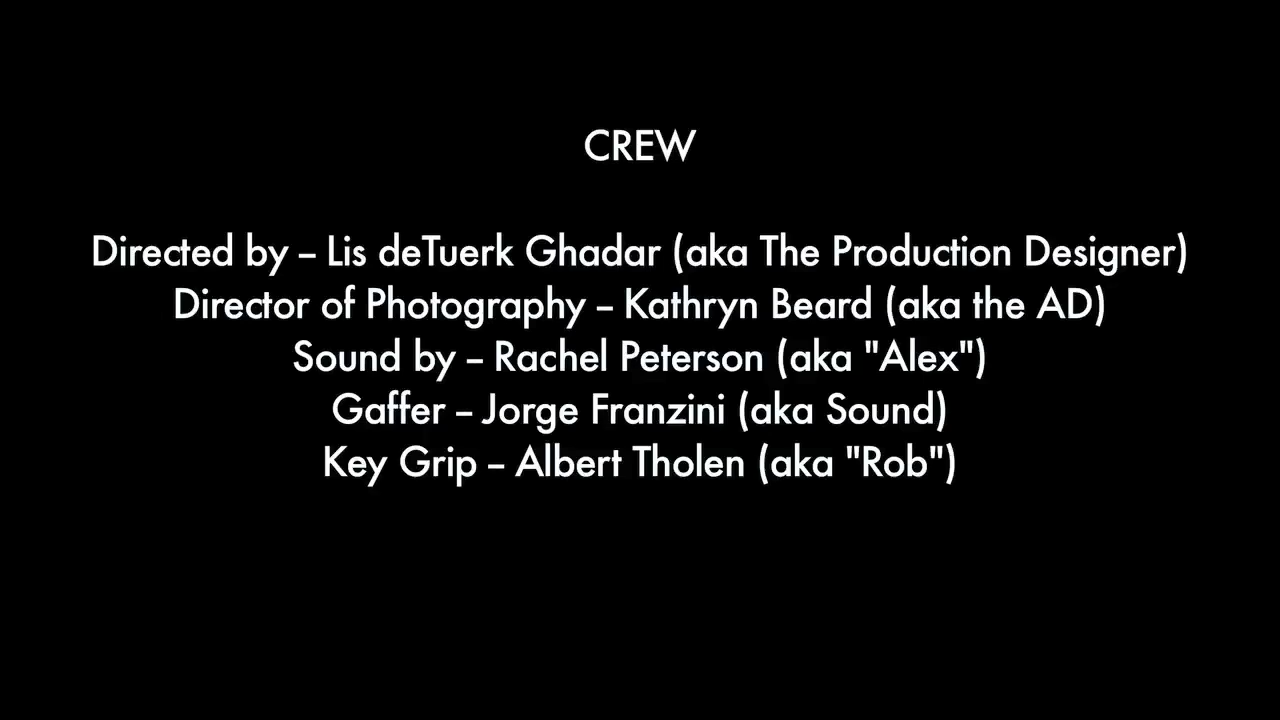 CREW
Directed by – Lis deTuerk Ghadar (aka The Production Designer)
Director of Photography – Kathryn Beard (aka the AD)
Sound by – Rachel Peterson (aka "Alex")
Gaffer – Jorge Franzini (aka Sound)
Key Grip – Albert Tholen (aka "Rob")